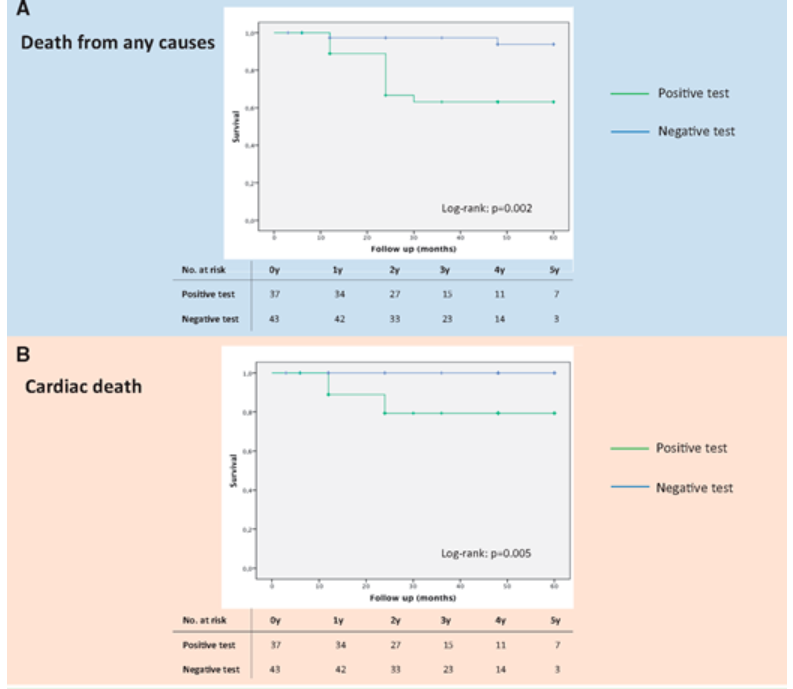 A
Death from any causes
1,0
0,8
0,6
0,4
0,2
0,0
Survival
Log-rank: p=0.002
0 10 20 30 40 50 60
Follow up (months)
Positive test
Negative test
No. at risk 0y 1y 2y 3y 4y 5y
Positive test 37 34 27 15 11 7
Negative test 43 42 33 23 14 3
B
Cardiac death
1,0
0,8
0,6
0,4
0,2
0,0
Survival
Log-rank: p=0.005
0 10 20 30 40 50 60
Follow up (months)
Positive test
Negative test
No. at risk 0y 1y 2y 3y 4y 5y
Positive test 37 34 27 15 11 7
Negative test 43 42 33 23 14 3